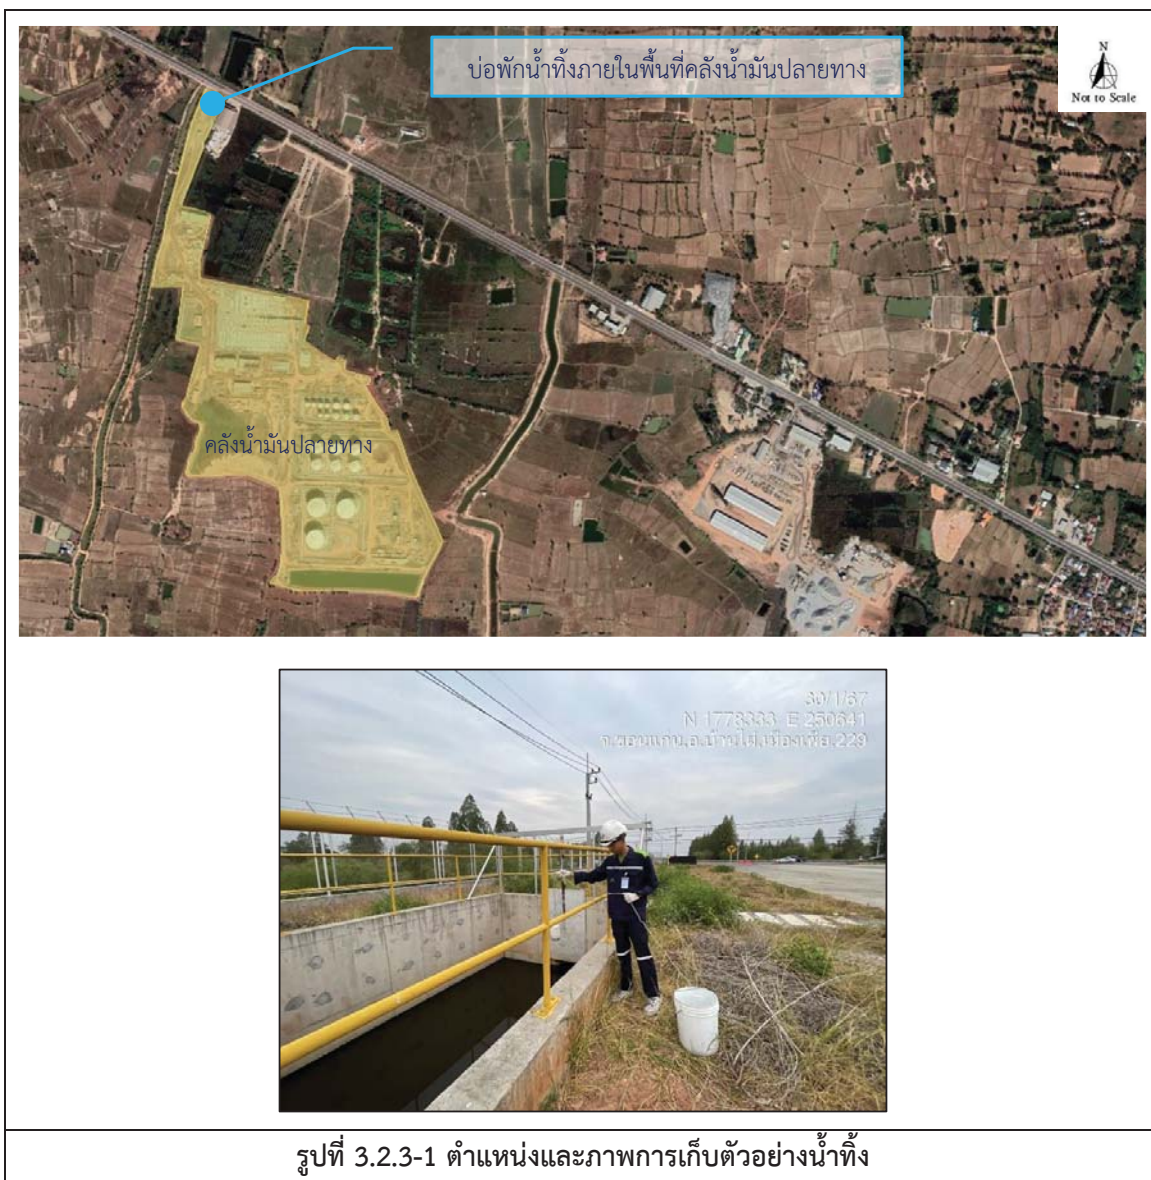 บ่อพักน้ำทิ้งภายในพื้นที่คลังน้ำมันปลายทาง
N
Not to Scale
คลังน้ำมันปลายทาง
30/1/67
N 1778333 E 250641
จ.ขอนแก่น,อ.บ้านไผ่,เมืองเพีย,229
รูปที่ 3.2.3-1 ตำแหน่งและภาพการเก็บตัวอย่างน้ำทิ้ง